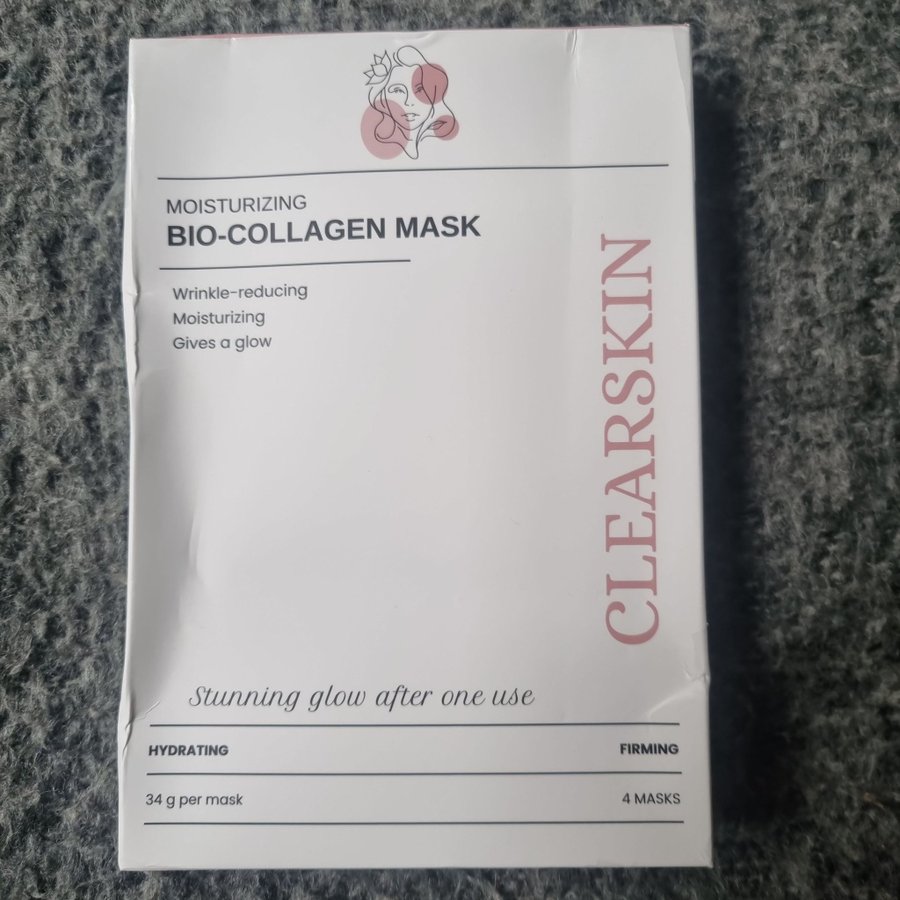 MOISTURIZING
BIO-COLLAGEN MASK
Wrinkle-reducing
Moisturizing
Gives a glow
CLEARSKIN
Stunning glow after one use
HYDRATING
FIRMING
34 g per mask
4 MASKS